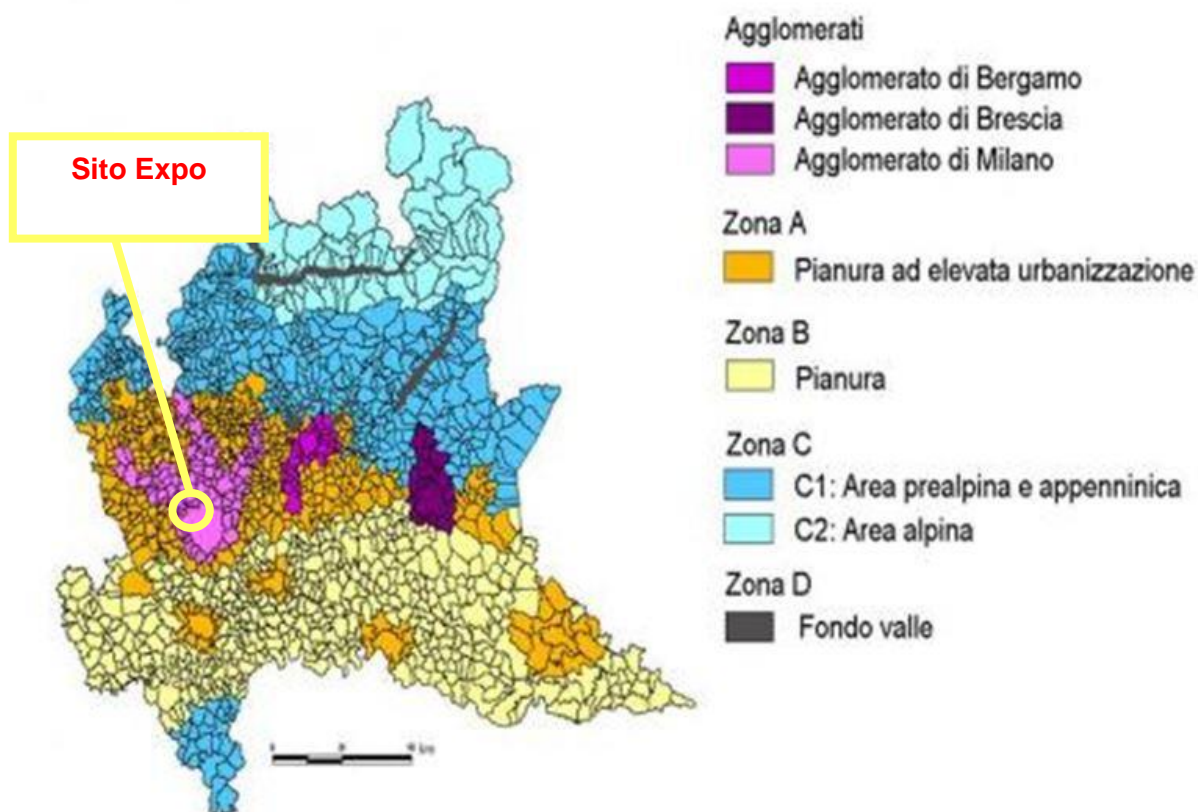 Agglomerati
Agglomerato di Bergamo
Agglomerato di Brescia
Agglomerato di Milano
Sito Expo
Zona A
Pianura ad elevata urbanizzazione
Zona B
Pianura
Zona C
C1: Area prealpina e appenninica
C2: Area alpina
Zona D
Fondo valle